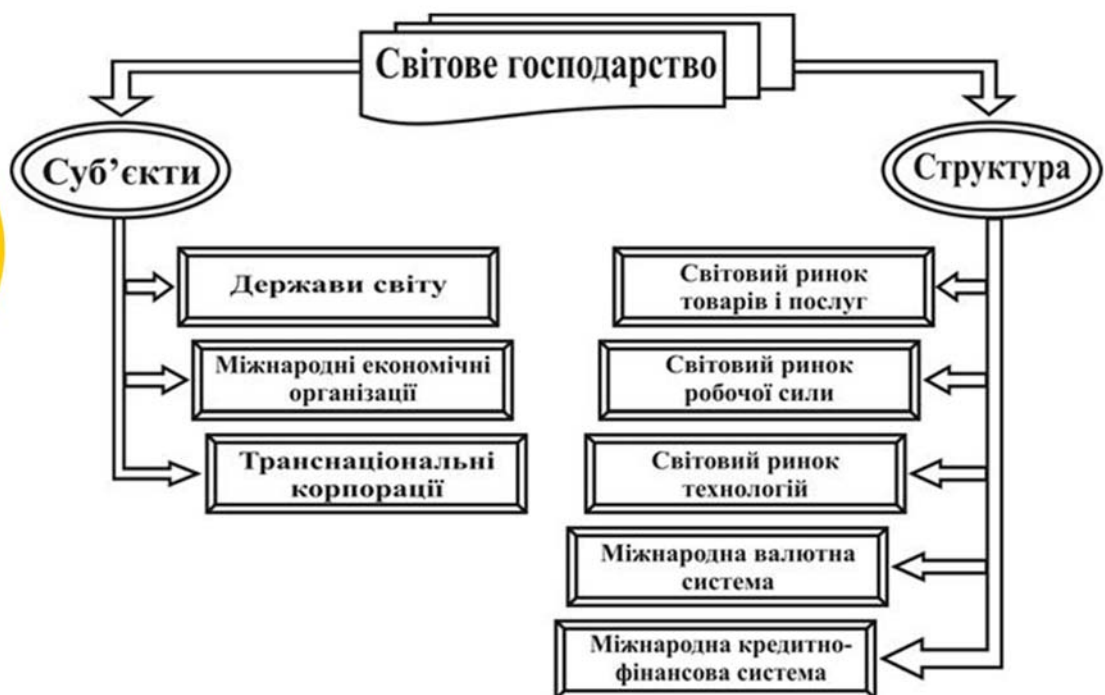 Світове господарство
Суб’єкти
Структура
Держави світу
Міжнародні економічні
організації
Транснаціональні
корпорації
Світовий ринок
товарів і послуг
Світовий ринок
робочої сили
Світовий ринок
технологій
Міжнародна валютна
система
Міжнародна кредитно-
фінансова система